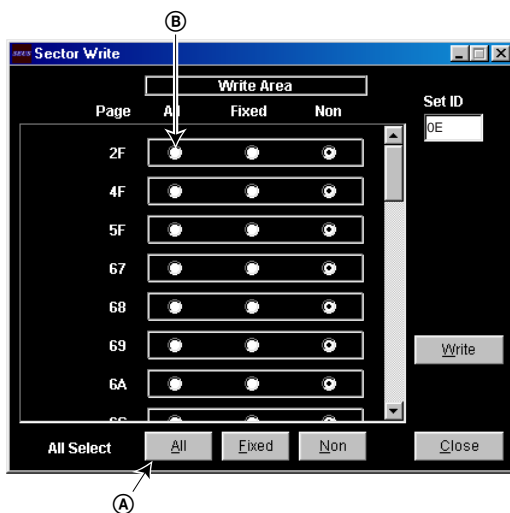 B
SEUS Sector Write
Write Area
Page All Fixed Non
Set ID
0E
2F
4F
5F
67
68
69
6A
Write
All Select All Fixed Non Close
A